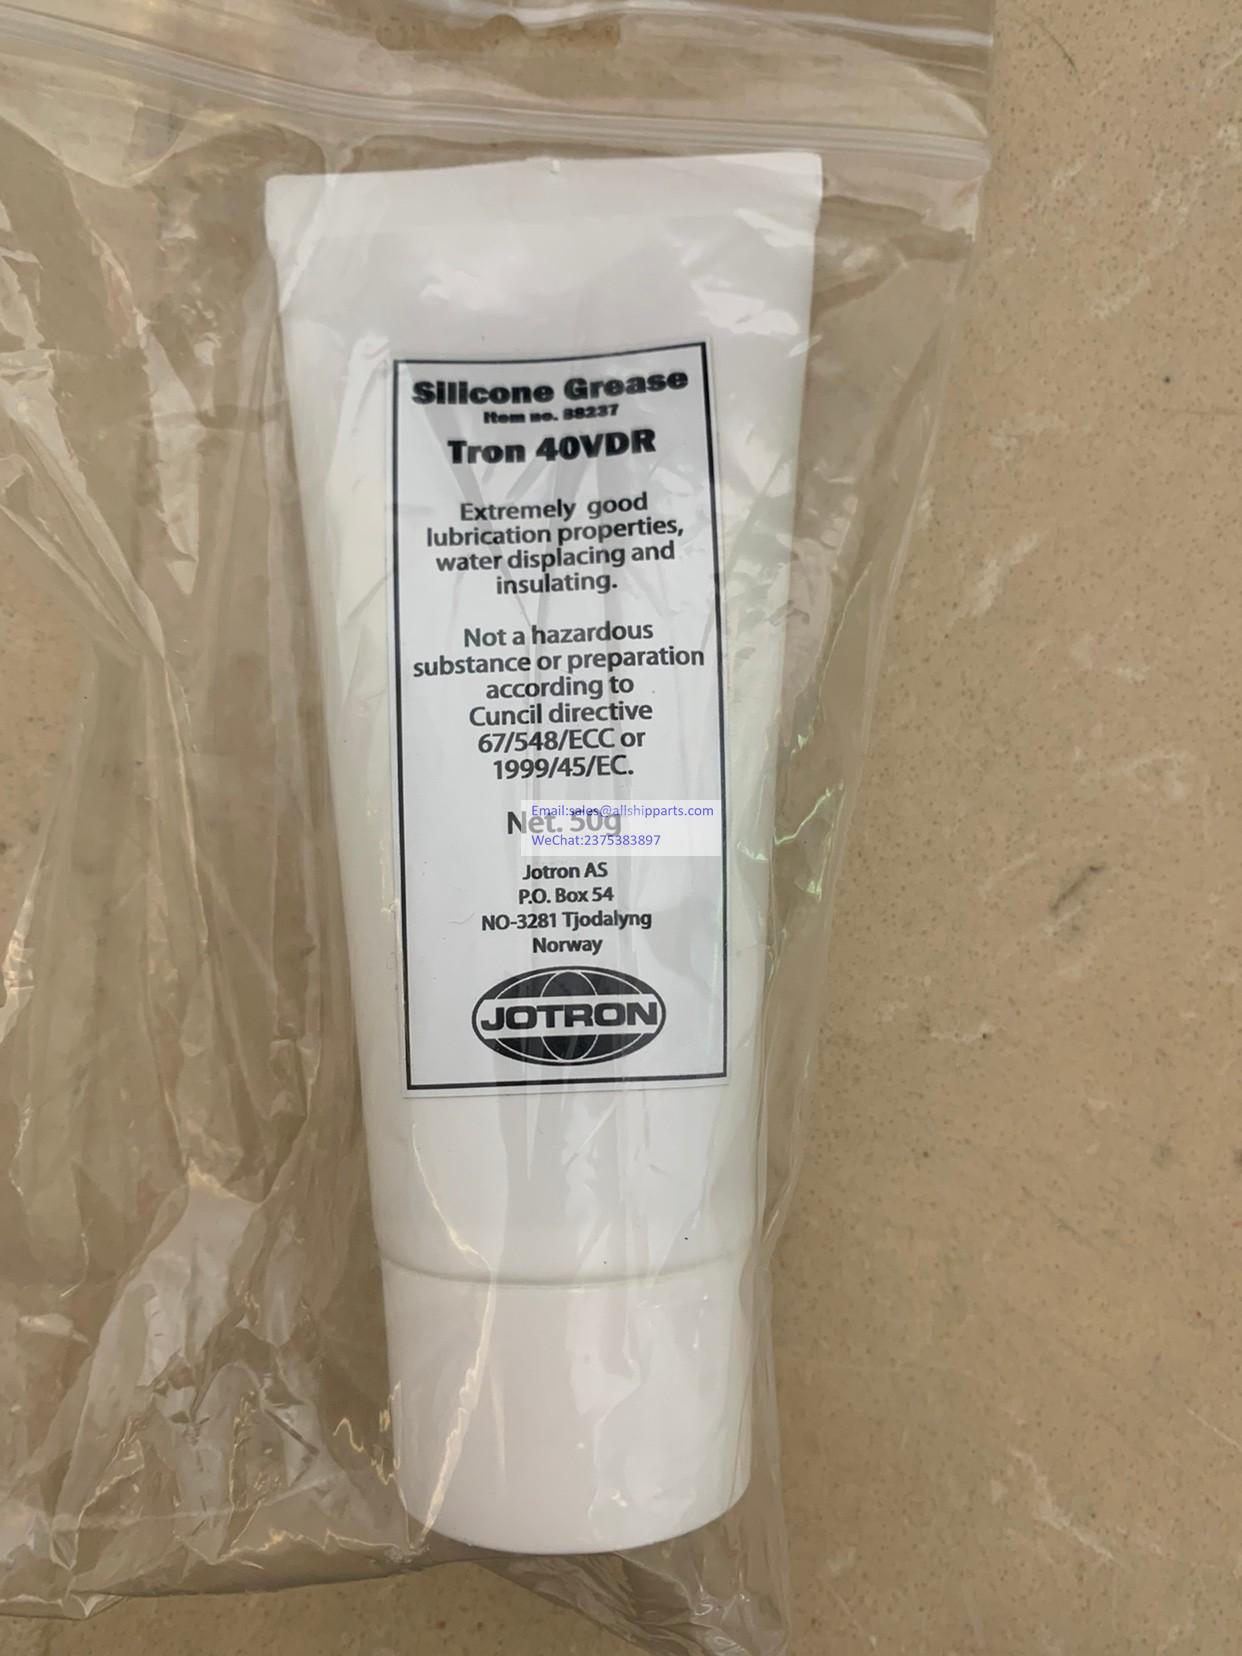 Silicone Grease
Item no. 88237
Tron 40VDR
Extremely good
lubrication properties,
water displacing and
insulating.
Not a hazardous
substance or preparation
according to
Cuncil directive
67/548/ECC or
1999/45/EC.
Net. 50g
Email:sales@allshipparts.com
WeChat:2375383897
Jotron AS
P.O. Box 54
NO-3281 Tjodalyng
Norway
JOTRON